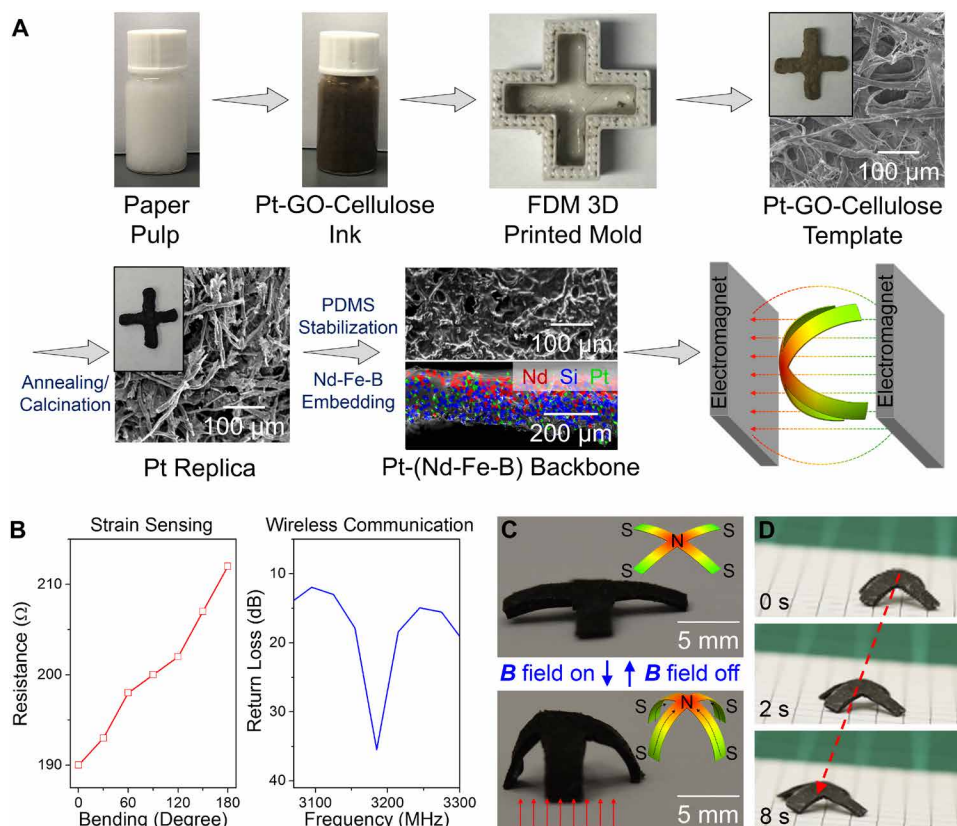 A
Paper
Pulp
Pt-GO-Cellulose
Ink
FDM 3D
Printed Mold
100 µm
Pt-GO-Cellulose
Template
Annealing/
Calcination
100 µm
Pt Replica
PDMS
Stabilization
Nd-Fe-B
Embedding
100 µm
Nd Si Pt
200 µm
Pt-(Nd-Fe-B) Backbone
Electromagnet
Electromagnet
B
Strain Sensing
Resistance (Ω)
210
200
190
0 60 120 180
Bending (Degree)
Wireless Communication
Return Loss (dB)
0
10
20
30
40
3100 3200 3300
Frequency (MHz)
C
S S
N
S S
5 mm
B field on B field off
S N S
S S
5 mm
D
0 s
2 s
8 s